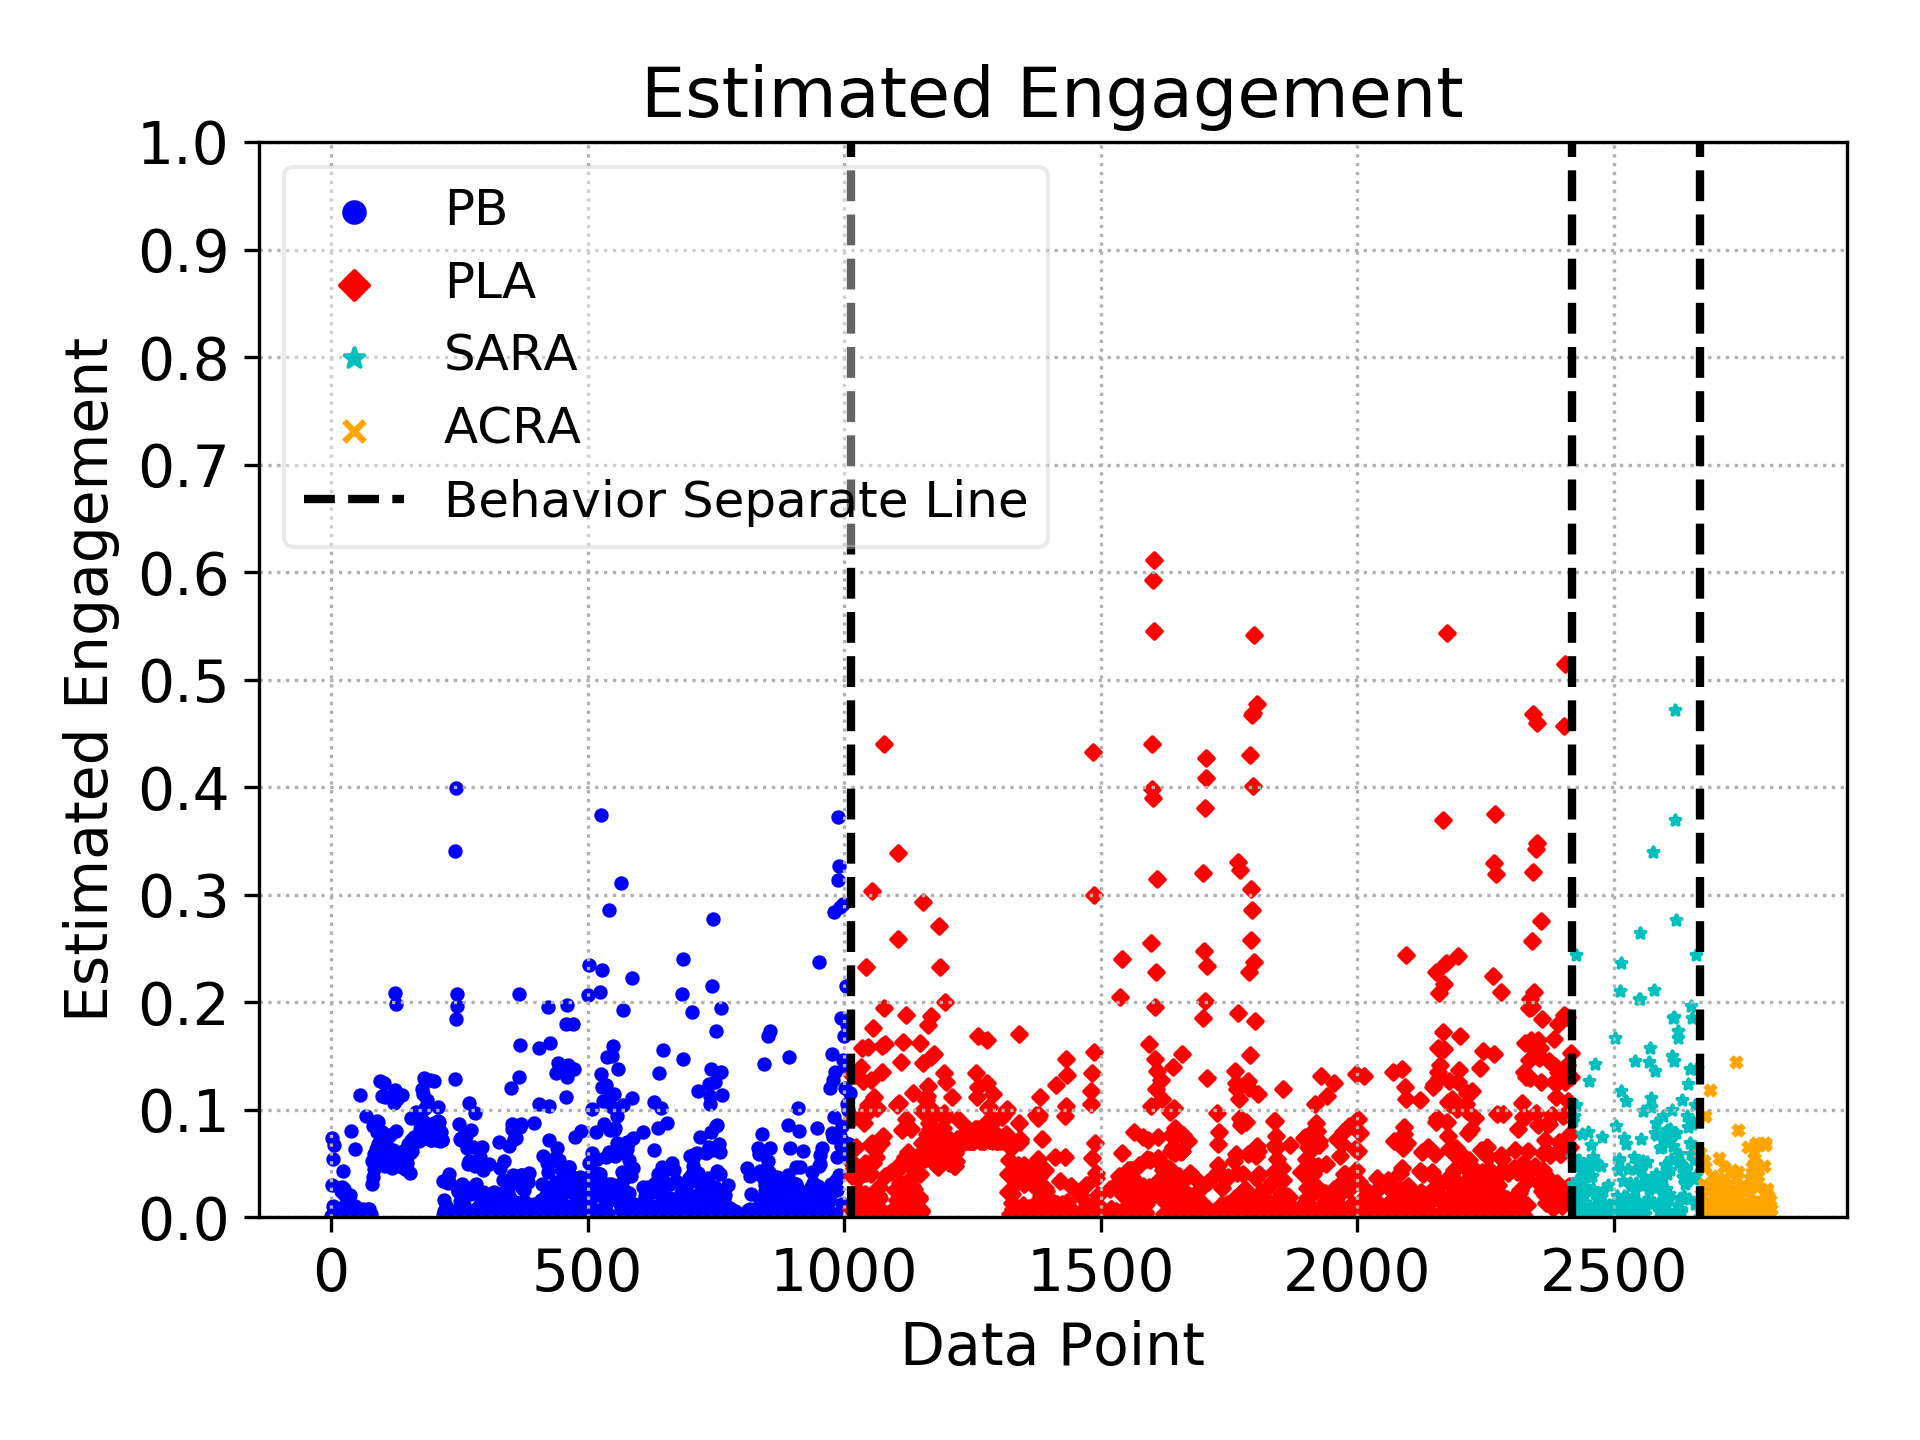 Estimated Engagement
1.0
0.9
0.8
0.7
0.6
0.5
0.4
0.3
0.2
0.1
0.0
Estimated Engagement
PB
PLA
SARA
ACRA
Behavior Separate Line
0 500 1000 1500 2000 2500
Data Point